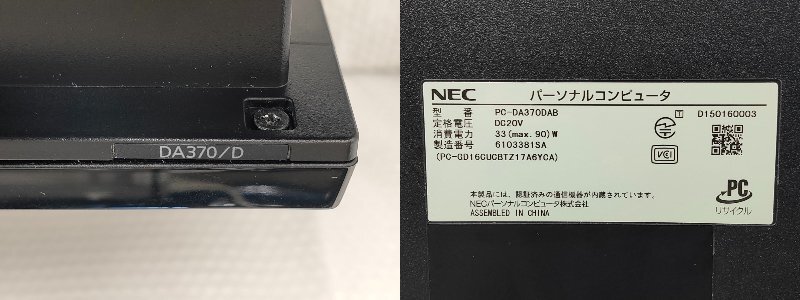 DA370/D
NEC パーソナルコンピュータ
型 番 PC-DA370DAB
定格電圧 DC20V
消費電力 33(max.90)W
製造番号 6103381SA
(PC-GD16CUCBTZ17A6YCA)
T D150160003
VCI
本製品には、認証済みの通信機器が内蔵されています。
NECパーソナルコンピュータ株式会社
ASSEMBLED IN CHINA
PC
リサイクル